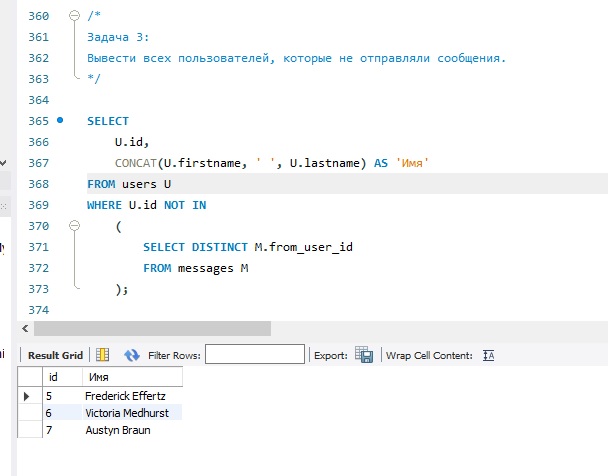 360 /*
361 Задача 3:
362 Вывести всех пользователей, которые не отправляли сообщения.
363 */
364
365 SELECT
366 U.id,
367 CONCAT(U.firstname, ' ', U.lastname) AS 'Имя'
368 FROM users U
369 WHERE U.id NOT IN
370 (
371 SELECT DISTINCT M.from_user_id
372 FROM messages M
373 );
374
Result Grid Filter Rows: Export: Wrap Cell Content: IA
id Имя
5 Frederick Effertz
6 Victoria Medhurst
7 Austyn Braun